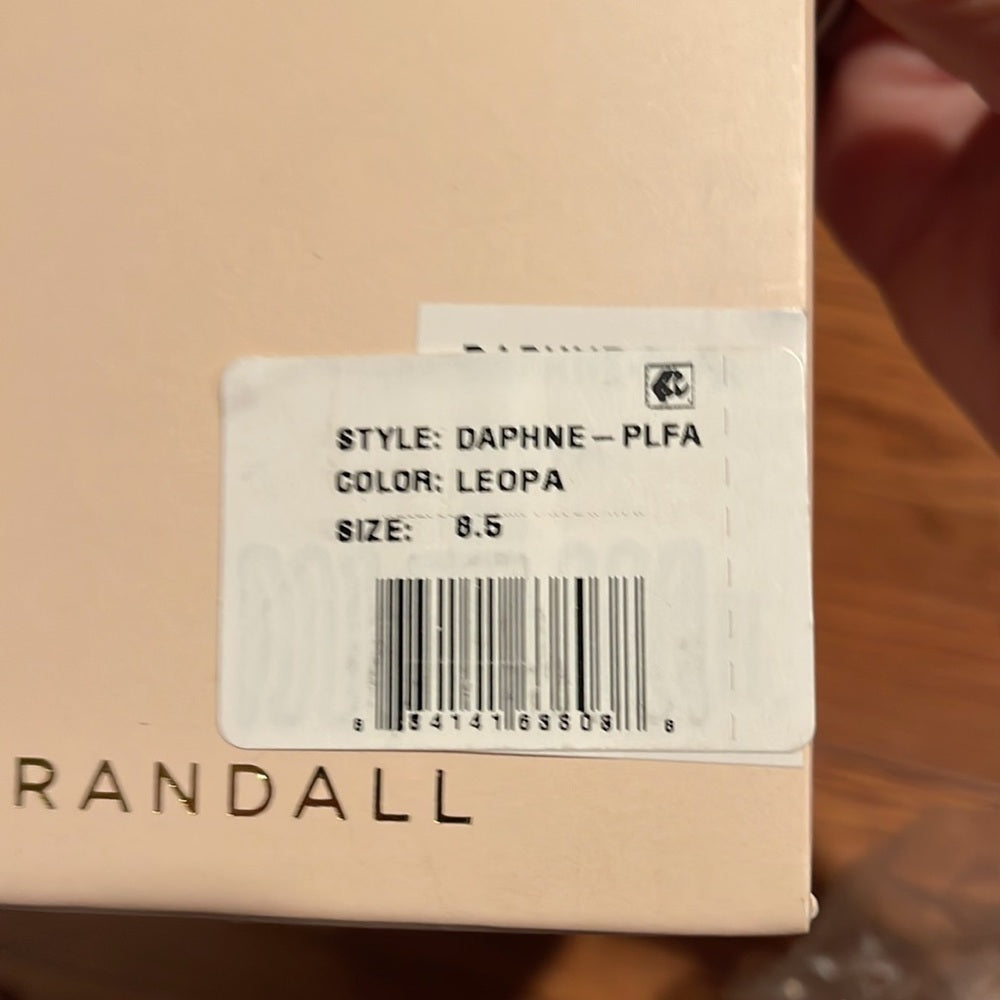 STYLE: DAPHNE-PLFA
COLOR: LEOPA
SIZE: 8.5
RANDALL